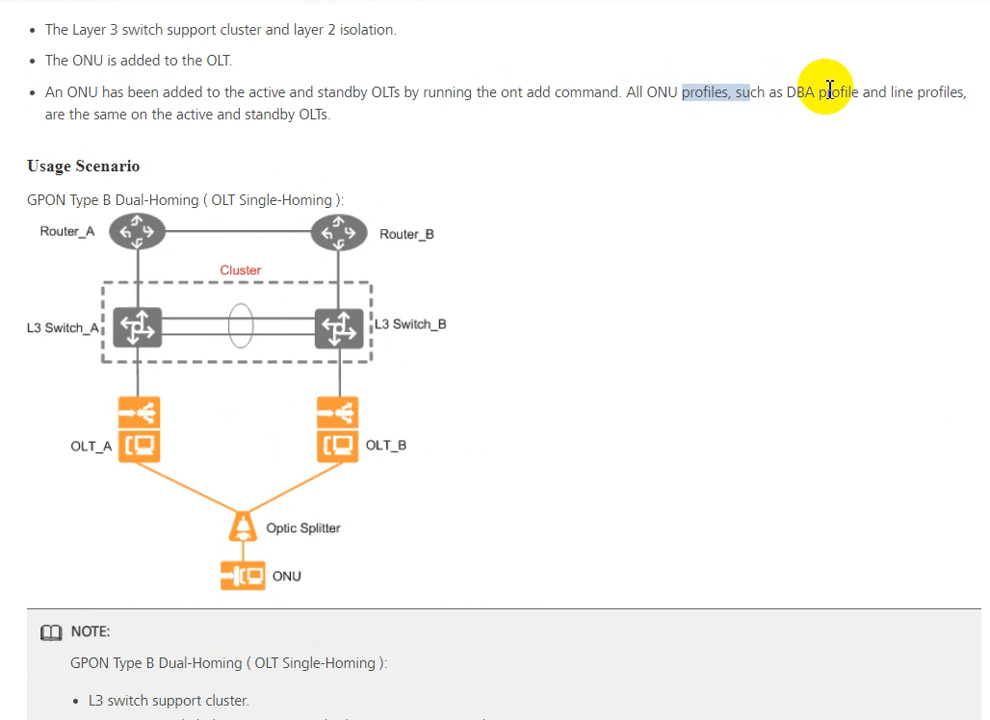 • The Layer 3 switch support cluster and layer 2 isolation.
• The ONU is added to the OLT.
• An ONU has been added to the active and standby OLTs by running the ont add command. All ONU profiles, such as DBA profile and line profiles,
are the same on the active and standby OLTs.
Usage Scenario
GPON Type B Dual-Homing ( OLT Single-Homing ):
Router_A
Router_B
Cluster
L3 Switch_A
L3 Switch_B
OLT_A
OLT_B
Optic Splitter
ONU
NOTE:
GPON Type B Dual-Homing ( OLT Single-Homing ):
• L3 switch support cluster.